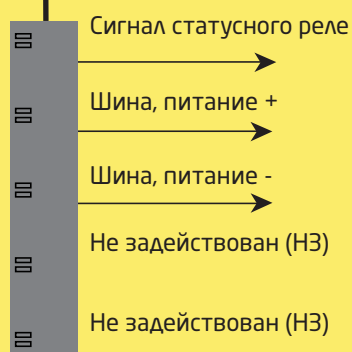 Сигнал статусного реле
Шина, питание +
Шина, питание -
Не задействован (НЗ)
Не задействован (НЗ)